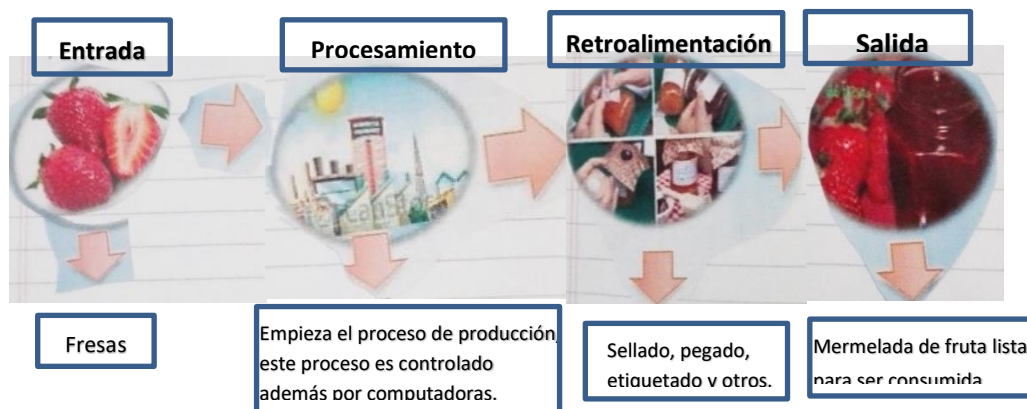 Entrada
Procesamiento
Retroalimentación
Salida
Fresas
Empieza el proceso de producción,
este proceso es controlado
además por computadoras.
Sellado, pegado,
etiquetado y otros.
Mermelada de fruta lista
para ser consumida